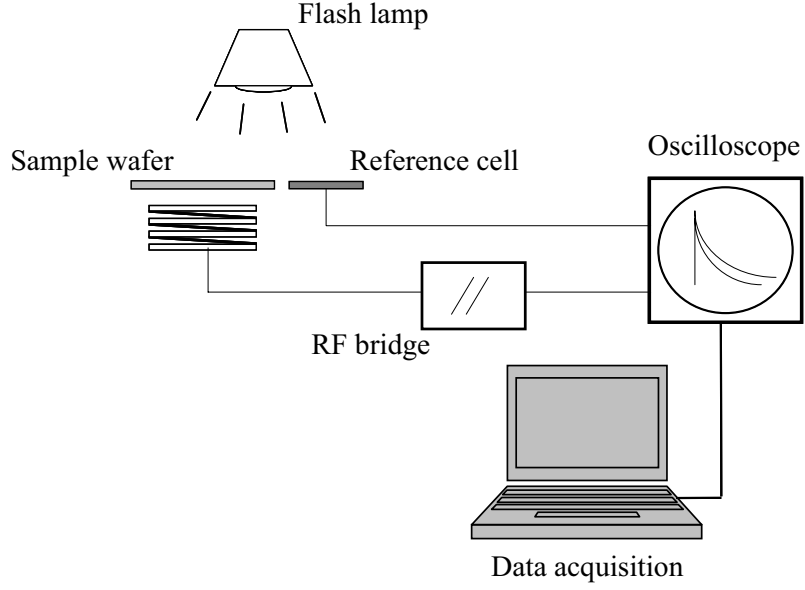 Flash lamp
Sample wafer
Reference cell
Oscilloscope
RF bridge
Data acquisition